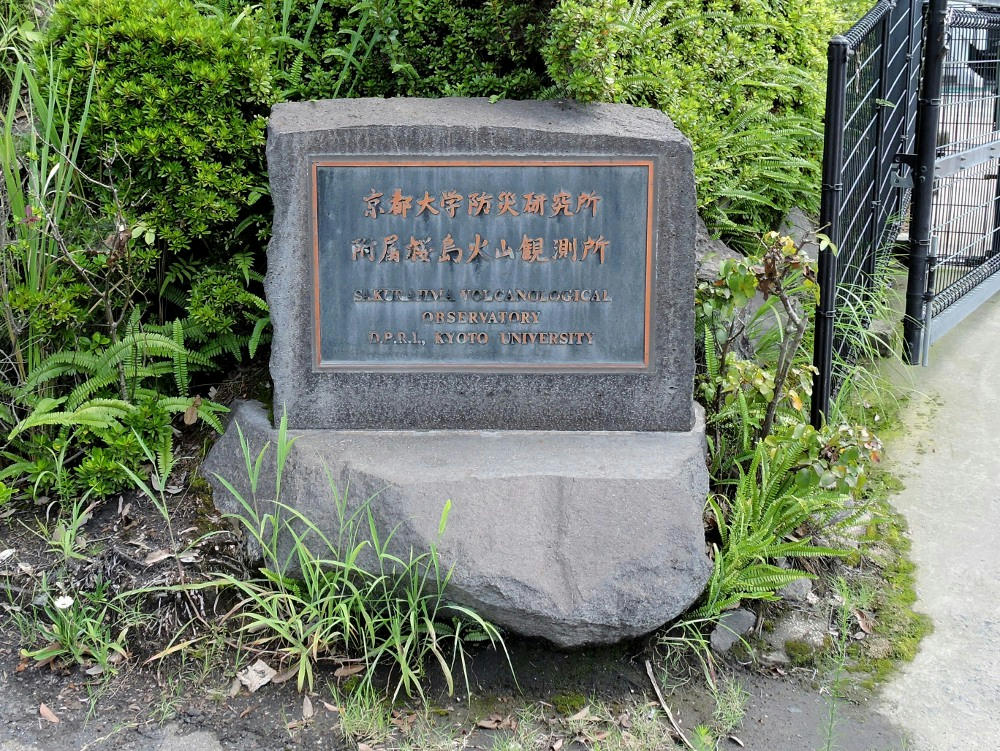 京都大学防災研究所
附属桜島火山観測所
SAKURAJIMA VOLCANOLOGICAL
OBSERVATORY
D.P.R.I., KYOTO UNIVERSITY